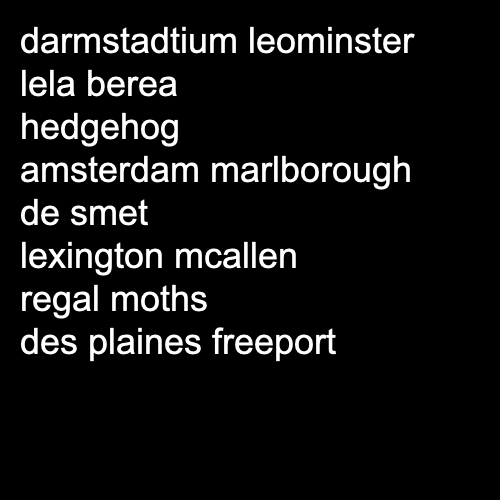 darmstadtium leominster
lela berea
hedgehog
amsterdam marlborough
de smet
lexington mcallen
regal moths
des plaines freeport